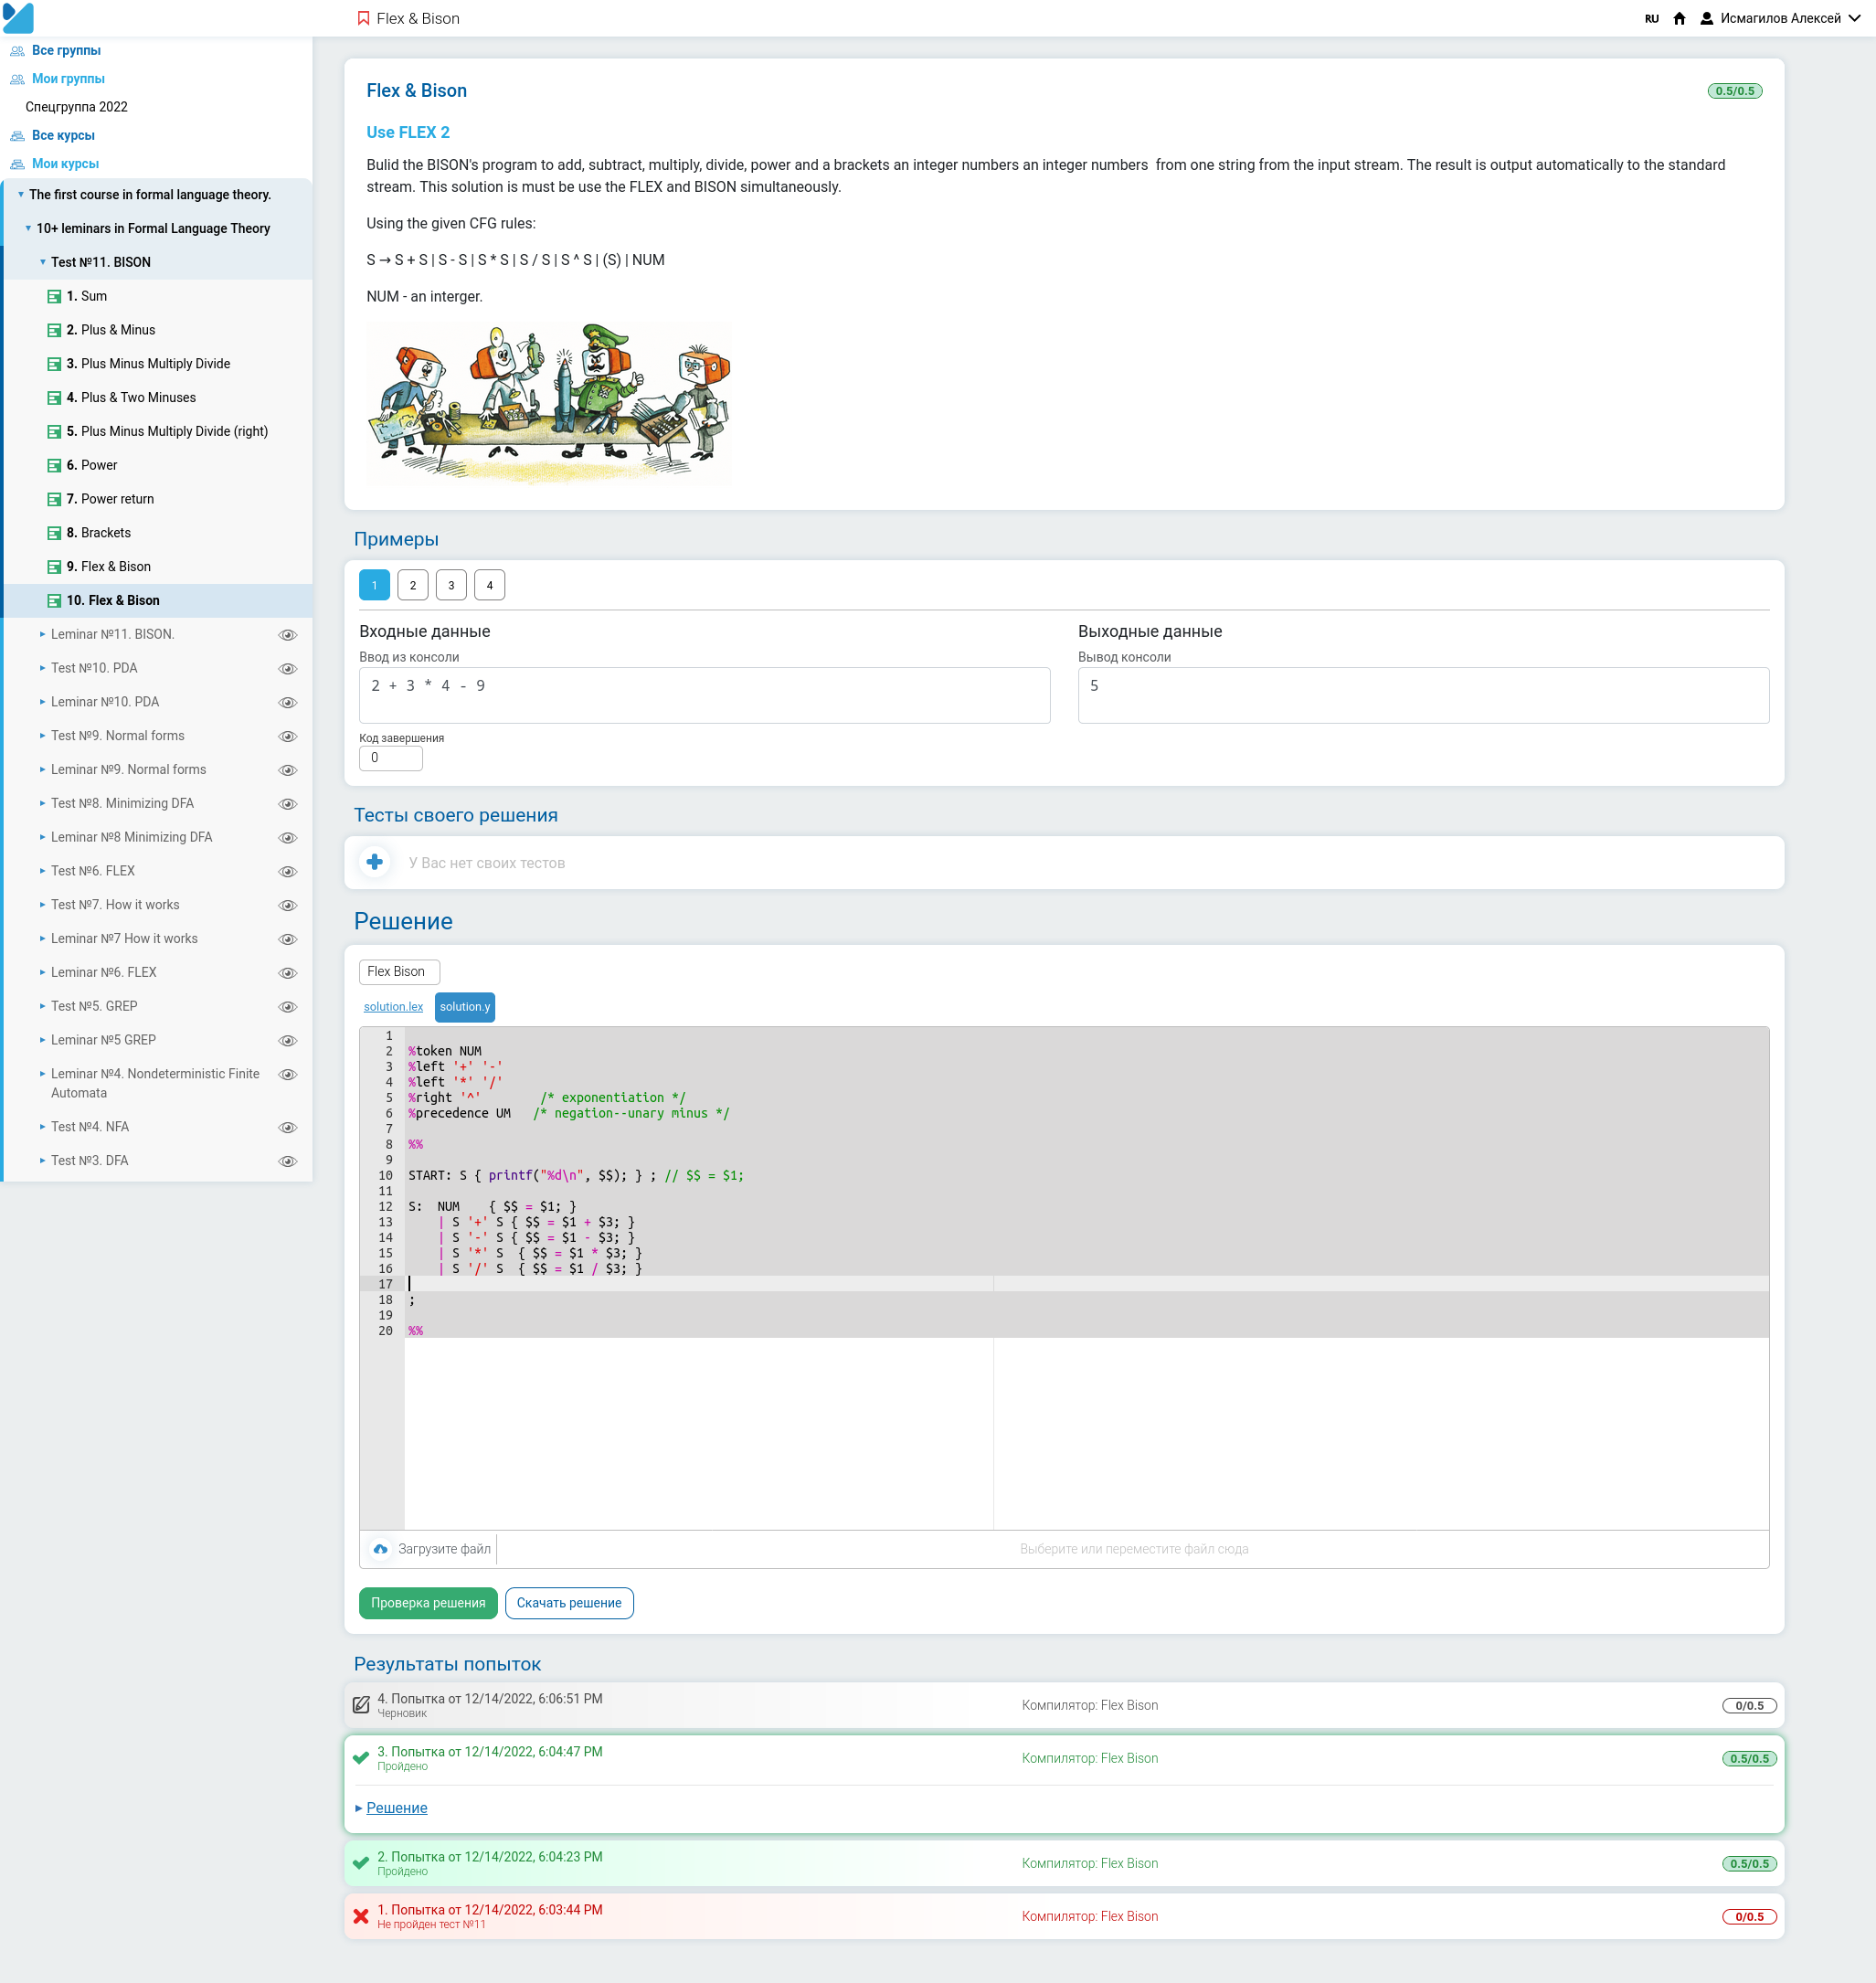 Flex & Bison
RU
Исмагилов Алексей
Все группы
Мои группы
Спецгруппа 2022
Все курсы
Мои курсы
The first course in formal language theory.
10+ leminars in Formal Language Theory
Test №11. BISON
1. Sum
2. Plus & Minus
3. Plus Minus Multiply Divide
4. Plus & Two Minuses
5. Plus Minus Multiply Divide (right)
6. Power
7. Power return
8. Brackets
9. Flex & Bison
10. Flex & Bison
Leminar №11. BISON.
Test №10. PDA
Leminar №10. PDA
Test №9. Normal forms
Leminar №9. Normal forms
Test №8. Minimizing DFA
Leminar №8 Minimizing DFA
Test №6. FLEX
Test №7. How it works
Leminar №7 How it works
Leminar №6. FLEX
Test №5. GREP
Leminar №5 GREP
Leminar №4. Nondeterministic Finite
Automata
Test №4. NFA
Test №3. DFA
Flex & Bison
0.5/0.5
Use FLEX 2
Bulid the BISON's program to add, subtract, multiply, divide, power and a brackets an integer numbers an integer numbers  from one string from the input stream. The result is output automatically to the standard
stream. This solution is must be use the FLEX and BISON simultaneously.
Using the given CFG rules:
S → S + S | S - S | S * S | S / S | S ^ S | (S) | NUM
NUM - an interger.
Примеры
1 2 3 4
Входные данные
Ввод из консоли
2 + 3 * 4 - 9
Выходные данные
Вывод консоли
5
Код завершения
0
Тесты своего решения
У Вас нет своих тестов
Решение
Flex Bison
solution.lex solution.y
1
2 %token NUM
3 %left '+' '-'
4 %left '*' '/'
5 %right '^'        /* exponentiation */
6 %precedence UM   /* negation--unary minus */
7
8 %%
9
10 START: S { printf("%d\n", $$); } ; // $$ = $1;
11
12 S:  NUM    { $$ = $1; }
13     | S '+' S { $$ = $1 + $3; }
14     | S '-' S { $$ = $1 - $3; }
15     | S '*' S  { $$ = $1 * $3; }
16     | S '/' S  { $$ = $1 / $3; }
17
18 ;
19
20 %%
Загрузите файл
Выберите или переместите файл сюда
Проверка решения
Скачать решение
Результаты попыток
4. Попытка от 12/14/2022, 6:06:51 PM
Черновик
Компилятор: Flex Bison
0/0.5
3. Попытка от 12/14/2022, 6:04:47 PM
Пройдено
Компилятор: Flex Bison
0.5/0.5
Решение
2. Попытка от 12/14/2022, 6:04:23 PM
Пройдено
Компилятор: Flex Bison
0.5/0.5
1. Попытка от 12/14/2022, 6:03:44 PM
Не пройден тест №11
Компилятор: Flex Bison
0/0.5